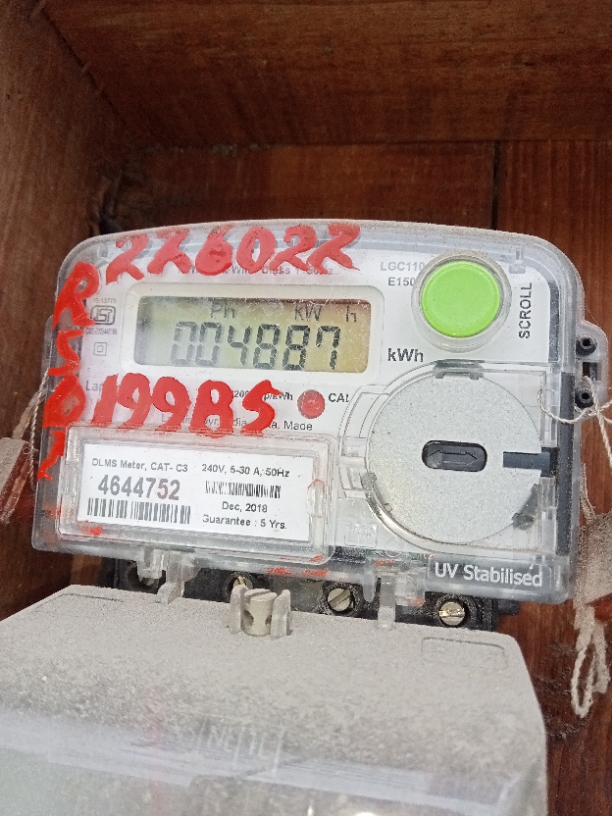 226022
LGC110
E150
SCROLL
Ph kW h
004887
kWh
199BS
CAL
Made
DLMS Meter, CAT- C3 240V, 5-30 A, 50Hz
4644752
Dec, 2018
Guarantee : 5 Yrs.
UV Stabilised